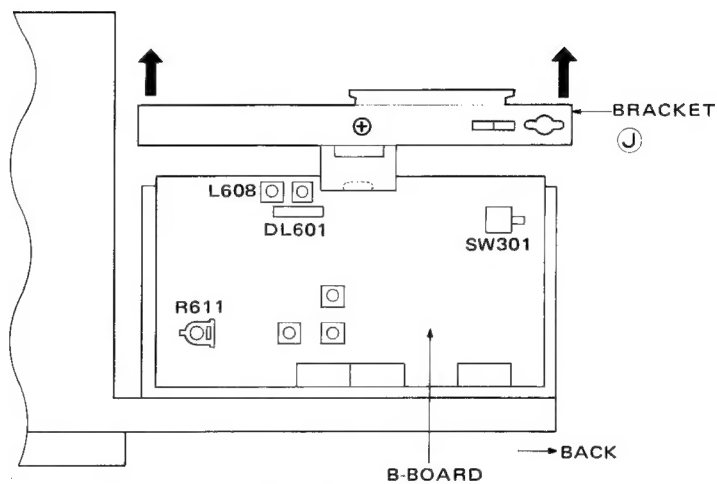 BRACKET
J
L608
DL601
SW301
R611
BACK
B-BOARD